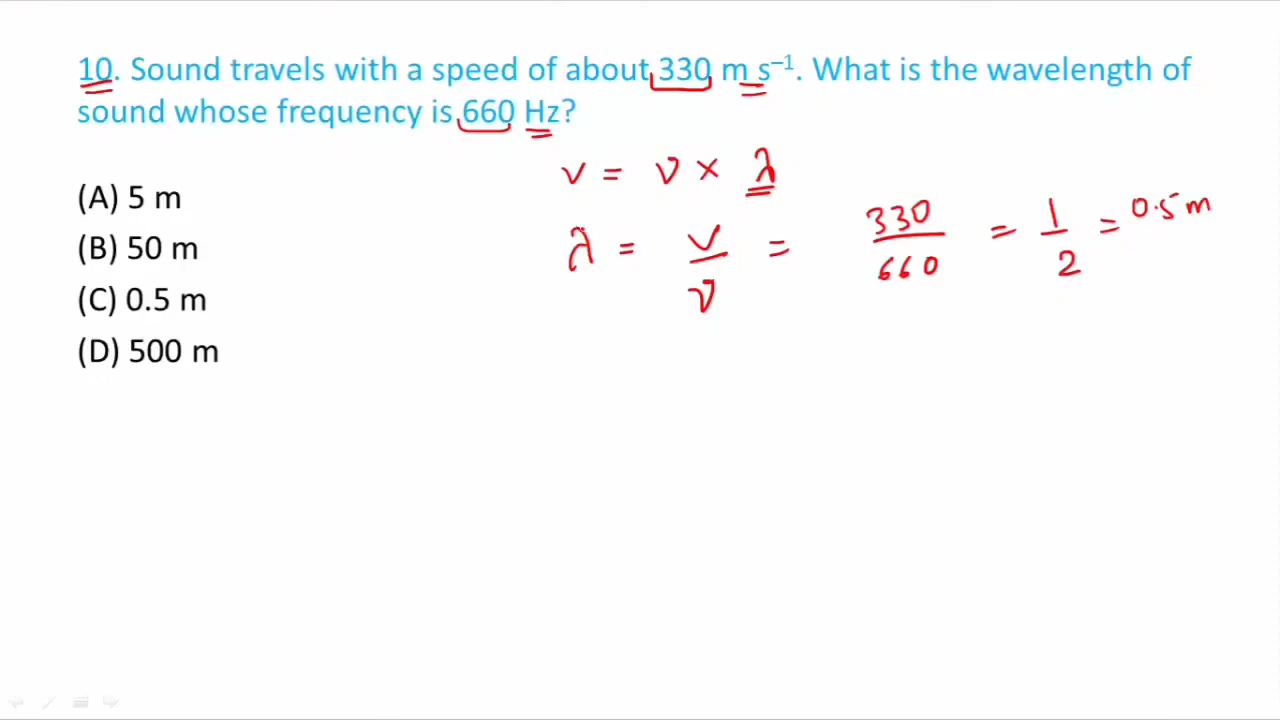 10. Sound travels with a speed of about 330 m s⁻¹. What is the wavelength of
sound whose frequency is 660 Hz?
v = ν × λ
(A) 5 m
λ = v/ν = 330/660 = 1/2 = 0.5 m
(B) 50 m
(C) 0.5 m
(D) 500 m